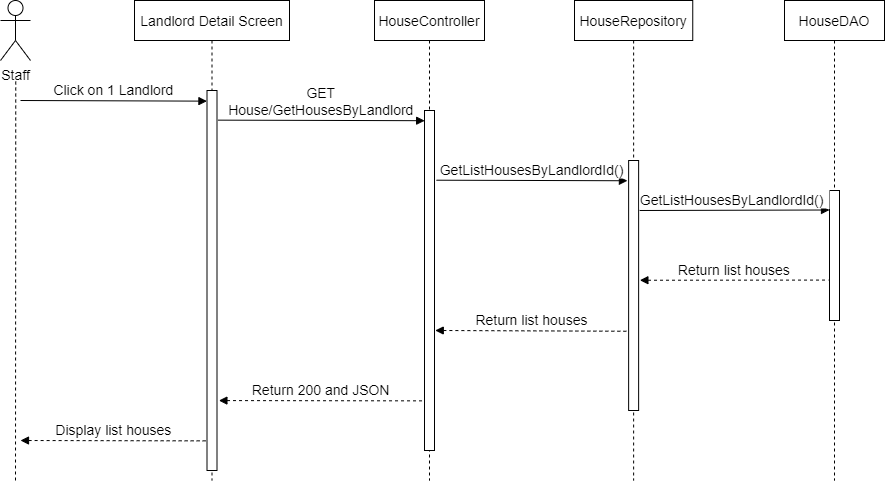 Landlord Detail Screen
HouseController
HouseRepository
HouseDAO
Staff
Click on 1 Landlord
GET
House/GetHousesByLandlord
GetListHousesByLandlordId()
GetListHousesByLandlordId()
Return list houses
Return list houses
Return 200 and JSON
Display list houses